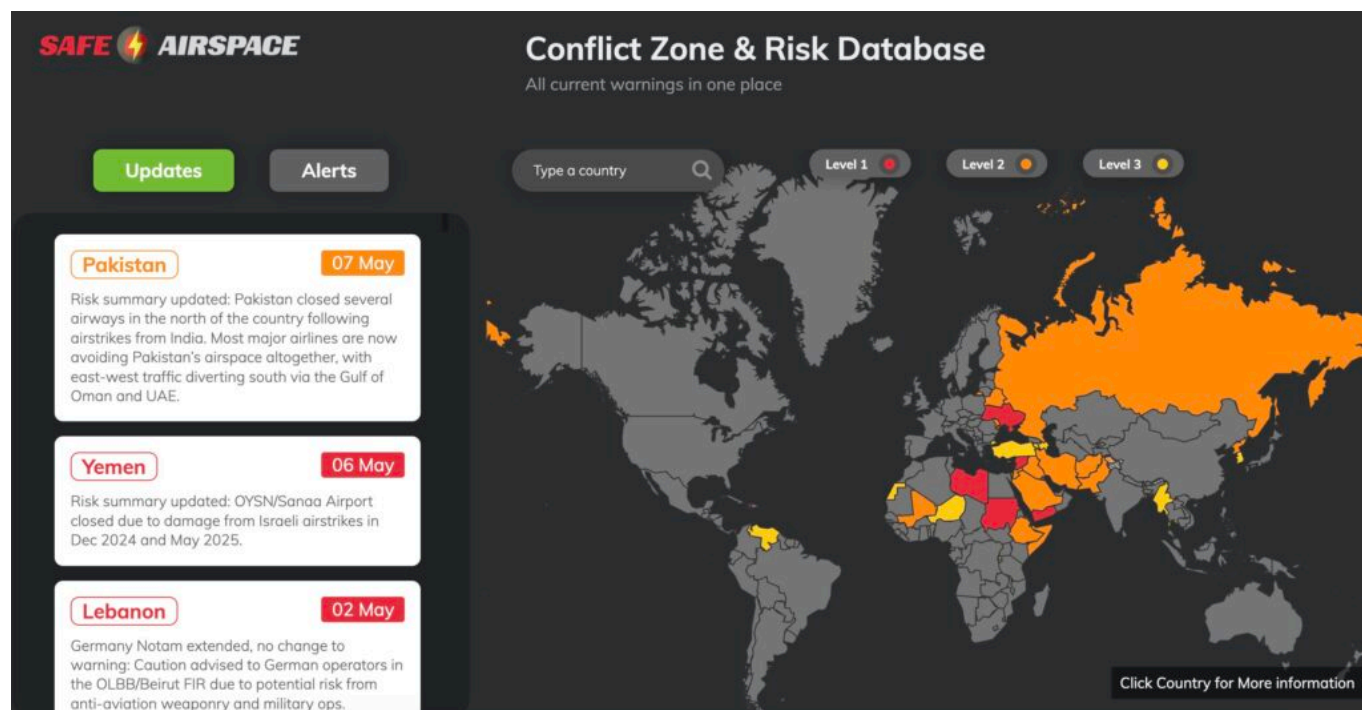 SAFE AIRSPACE
Conflict Zone & Risk Database
All current warnings in one place
Updates
Alerts
Type a country
Level 1
Level 2
Level 3
Pakistan
07 May
Risk summary updated: Pakistan closed several
airways in the north of the country following
airstrikes from India. Most major airlines are now
avoiding Pakistan's airspace altogether, with
east-west traffic diverting south via the Gulf of
Oman and UAE.
Yemen
06 May
Risk summary updated: OYSN/Sanaa Airport
closed due to damage from Israeli airstrikes in
Dec 2024 and May 2025.
Lebanon
02 May
Germany Notam extended, no change to
warning: Caution advised to German operators in
the OLBB/Beirut FIR due to potential risk from
anti-aviation weaponry and military ops.
Click Country for More information